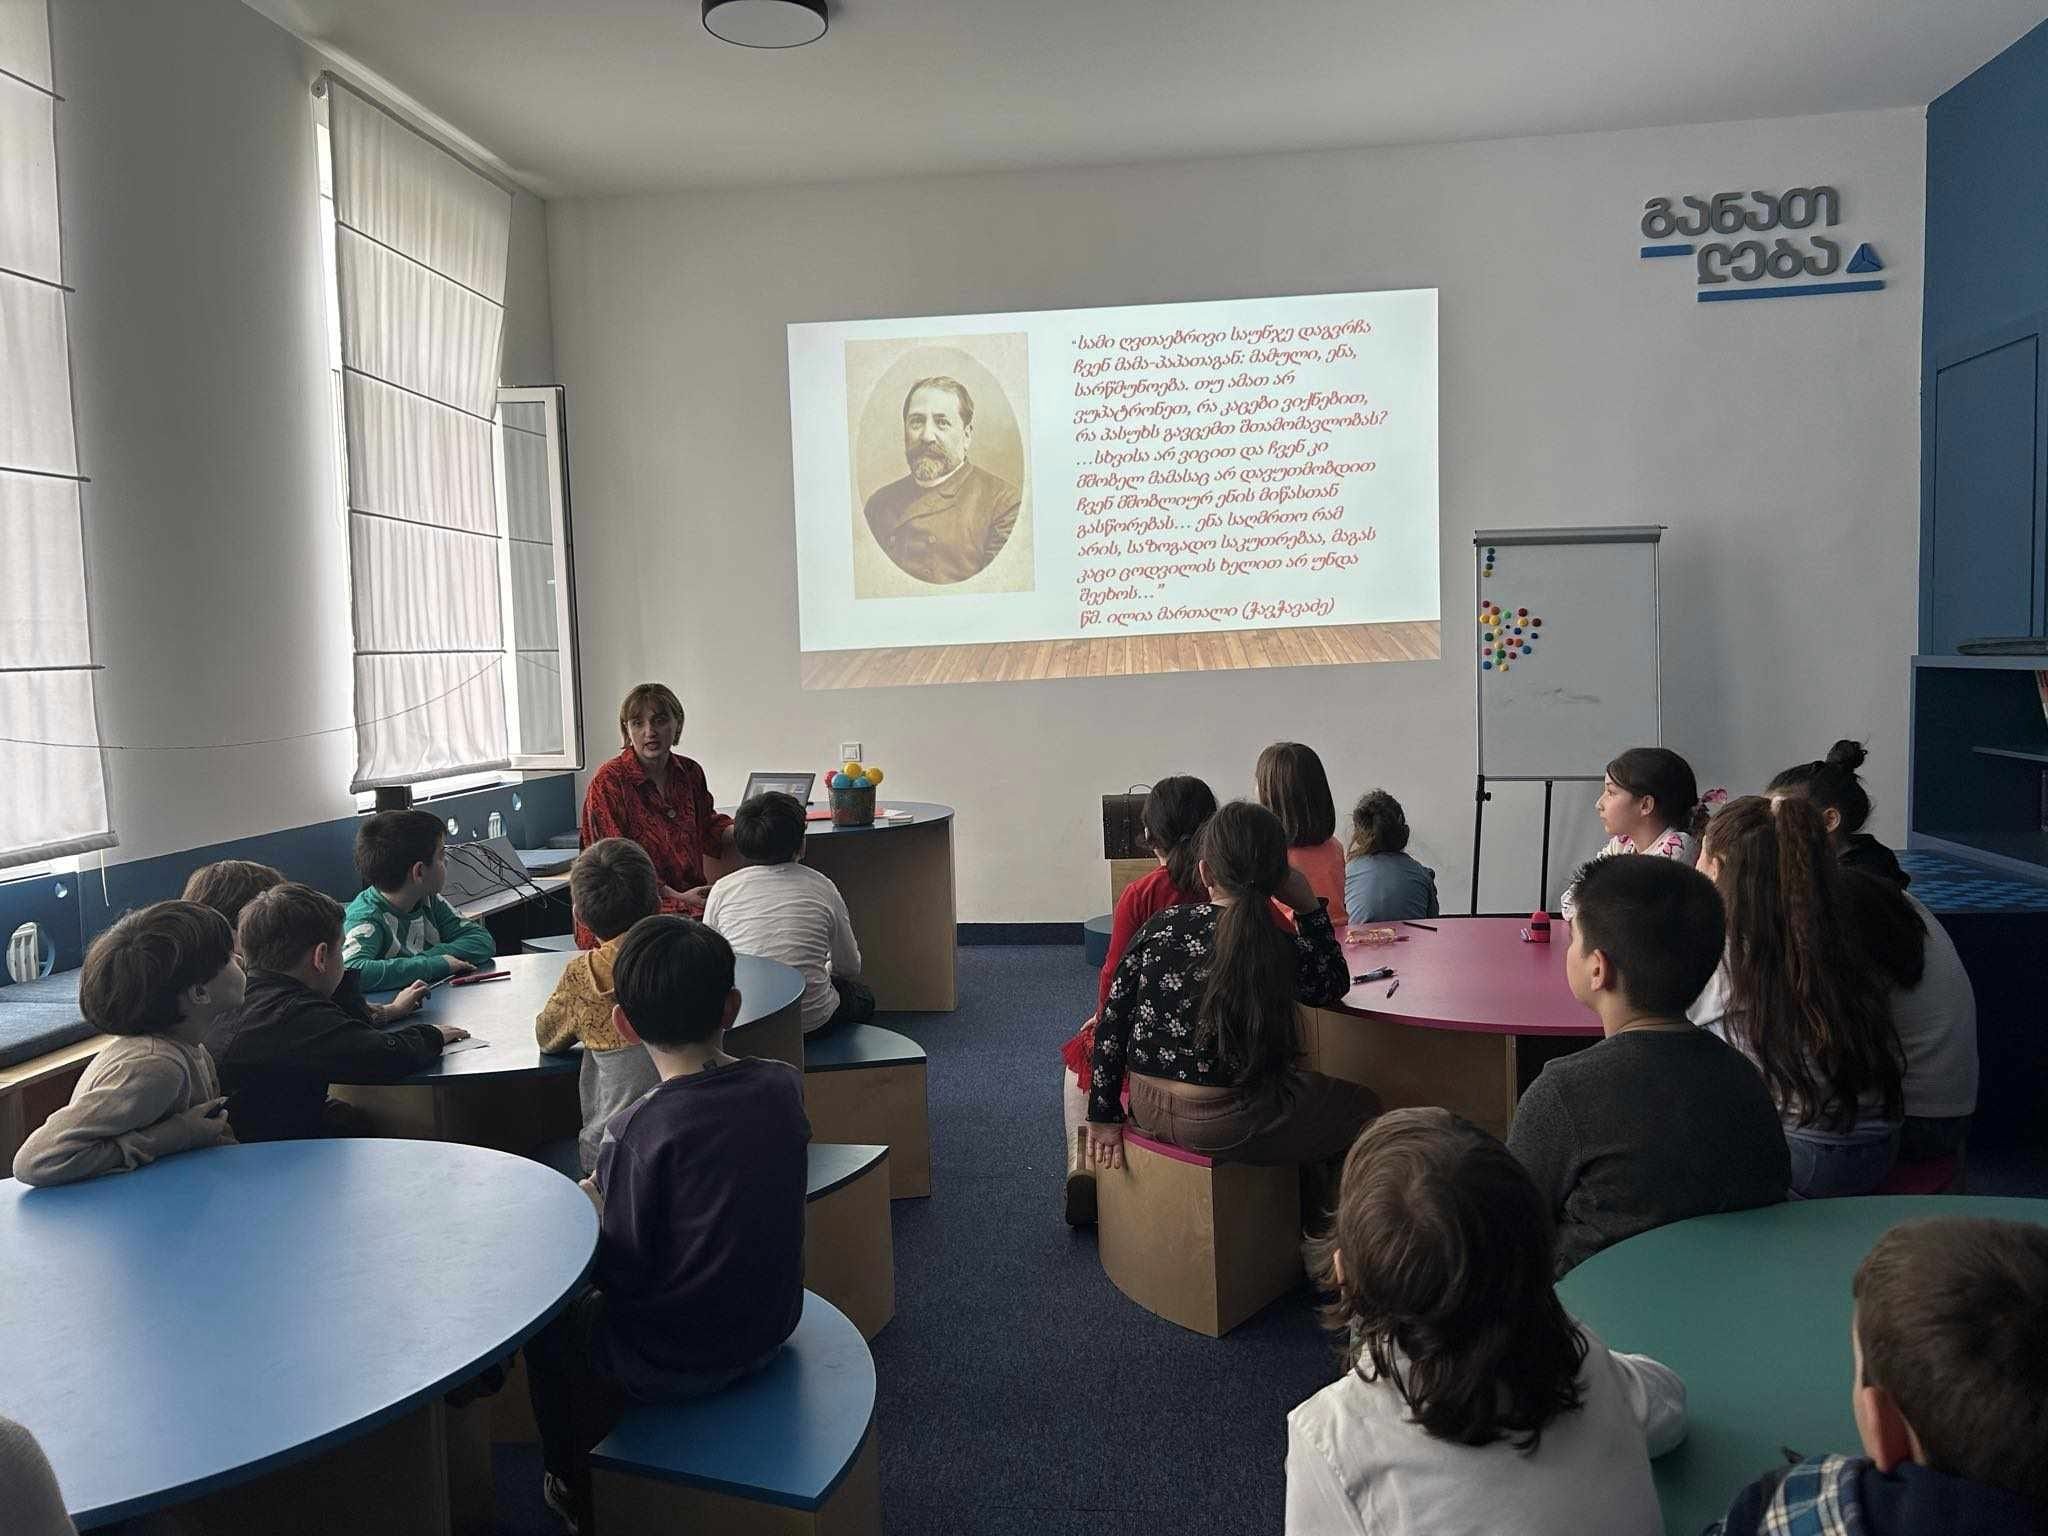 განათ
ლება
"სამი ღვთაებრივი საუნჯე დაგვრჩა
ჩვენ მამა-პაპათაგან: მამული, ენა,
სარწმუნოება. თუ ამათ არ
ვუპატრონეთ, რა კაცები ვიქნებით,
რა პასუხს გავცემთ შთამომავლობას?
...სხვისა არ ვიცით და ჩვენ კი
მშობელ მამასაც არ დავუთმობდით
ჩვენ მშობლიურ ენის მიწასთან
გასწორებას... ენა საღმრთო რამ
არის, საზოგადო საკუთრებაა, მაგას
კაცი ცოდვილის ხელით არ უნდა
შეეხოს..."
წმ. ილია მართალი (ჭავჭავაძე)